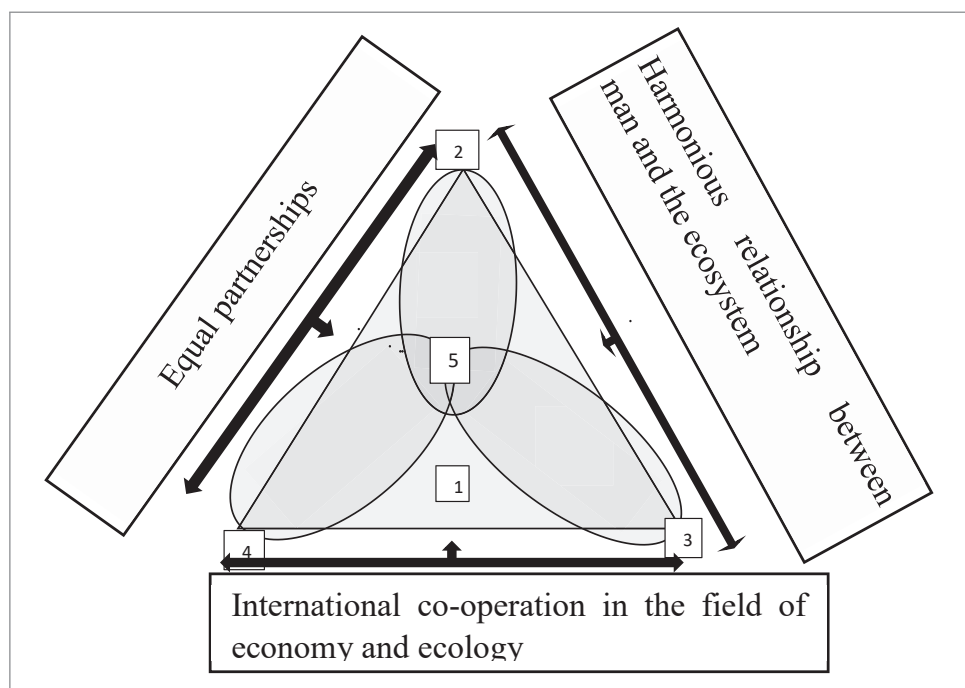 2
Equal partnerships
Harmonious relationship between
man and the ecosystem
5
1
4
3
International co-operation in the field of
economy and ecology